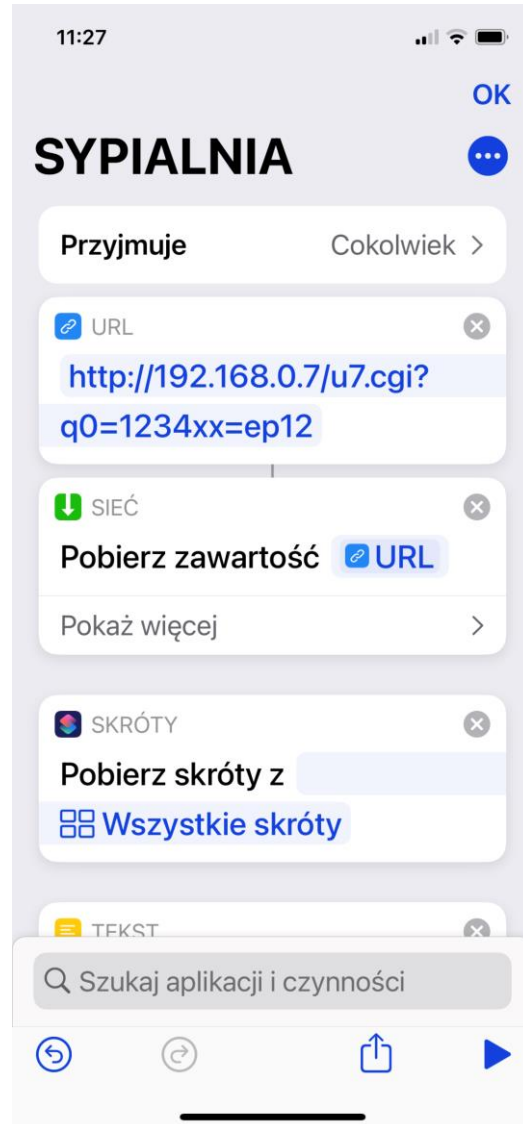 11:27
OK
SYPIALNIA
Przyjmuje Cokolwiek
URL
http://192.168.0.7/u7.cgi?
q0=1234xx=ep12
SIEĆ
Pobierz zawartość URL
Pokaż więcej
SKRÓTY
Pobierz skróty z
Wszystkie skróty
TEKST
Szukaj aplikacji i czynności